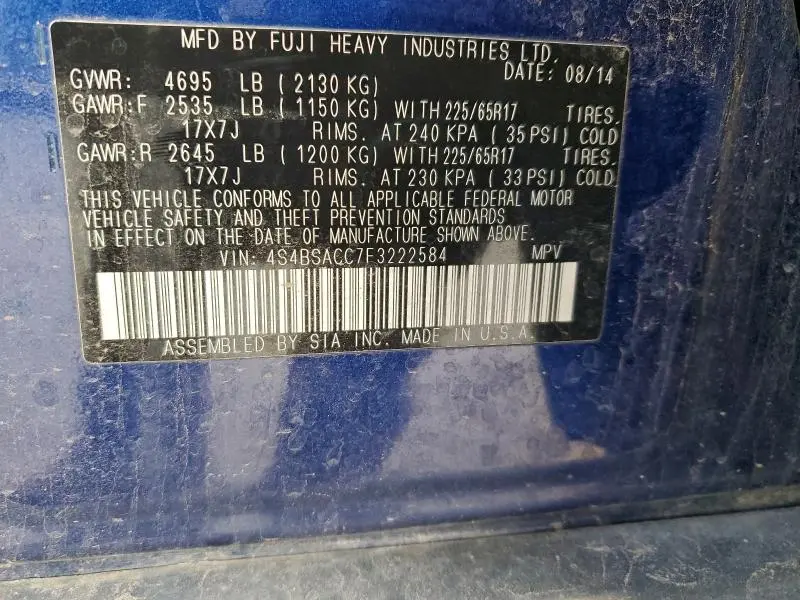 MFD BY FUJI HEAVY INDUSTRIES LTD.
DATE: 08/14
GVWR: 4695 LB ( 2130 KG)
GAWR:F 2535 LB ( 1150 KG) WITH 225/65R17 TIRES.
17X7J RIMS. AT 240 KPA ( 35 PSI) COLD
GAWR:R 2645 LB ( 1200 KG) WITH 225/65R17 TIRES.
17X7J RIMS. AT 230 KPA ( 33 PSI) COLD
THIS VEHICLE CONFORMS TO ALL APPLICABLE FEDERAL MOTOR
VEHICLE SAFETY AND THEFT PREVENTION STANDARDS
IN EFFECT ON THE DATE OF MANUFACTURE SHOWN ABOVE.
VIN: 4S4BSACC7F3222584 MPV
ASSEMBLED BY SIA INC. MADE IN U.S.A.